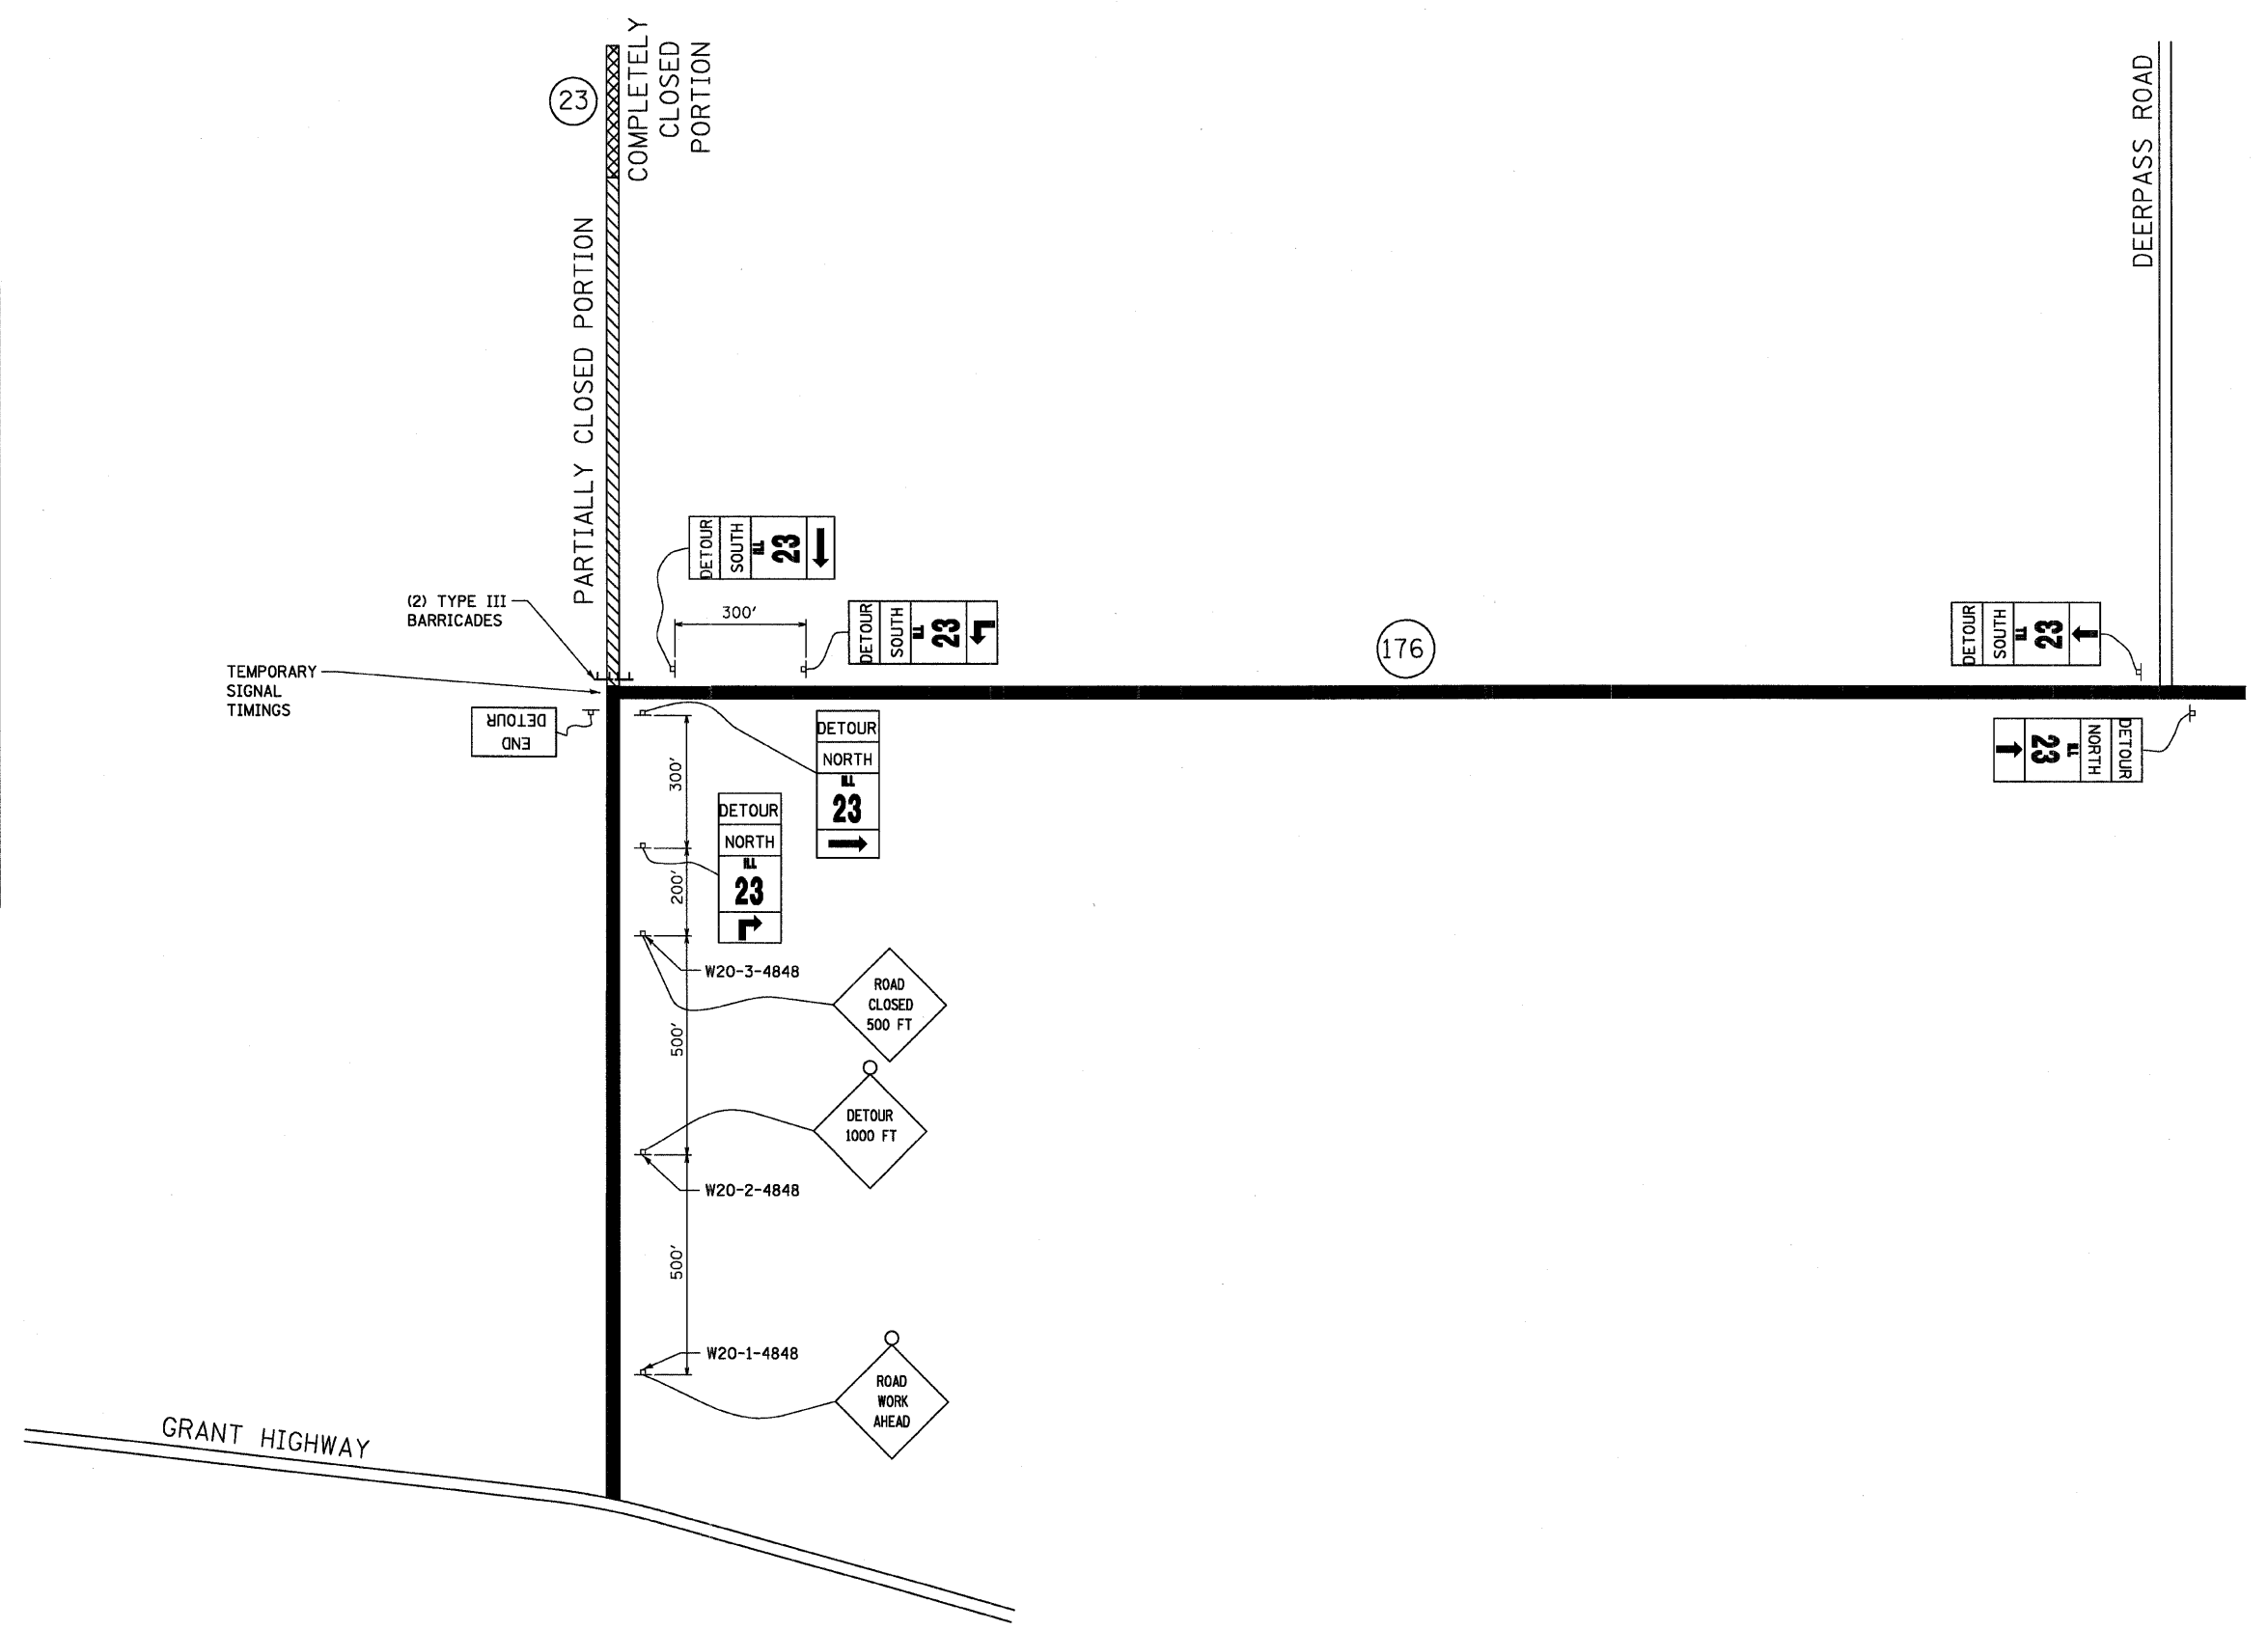 23
COMPLETELY
CLOSED
PORTION
DEERPASS ROAD
PARTIALLY CLOSED PORTION
DETOUR
SOUTH
ILL
23
(2) TYPE III
BARRICADES
300'
DETOUR
SOUTH
ILL
23
176
DETOUR
SOUTH
ILL
23
TEMPORARY
SIGNAL
TIMINGS
END
DETOUR
DETOUR
NORTH
ILL
23
DETOUR
NORTH
ILL
23
300'
DETOUR
NORTH
ILL
23
200'
W20-3-4848
ROAD
CLOSED
500 FT
500'
DETOUR
1000 FT
W20-2-4848
500'
W20-1-4848
ROAD
WORK
AHEAD
GRANT HIGHWAY